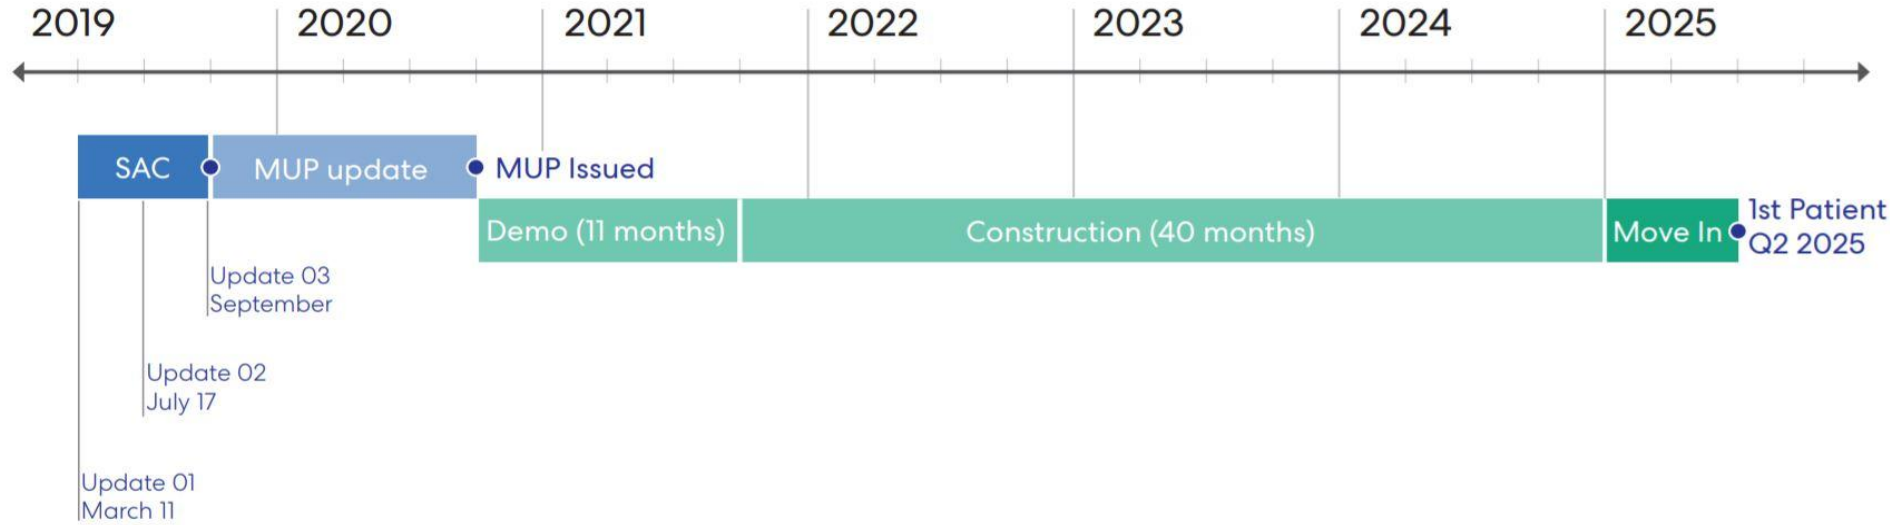 2019
2020
2021
2022
2023
2024
2025
SAC
MUP update
MUP Issued
Demo (11 months)
Construction (40 months)
Move In
1st Patient
Q2 2025
Update 03
September
Update 02
July 17
Update 01
March 11